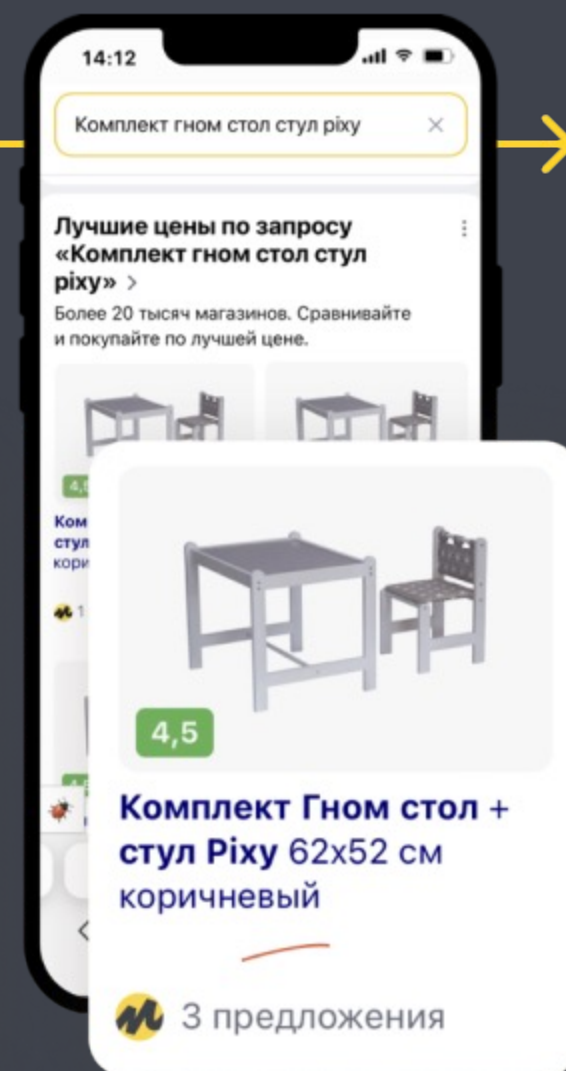 14:12
Комплект гном стол стул pixy
Лучшие цены по запросу
«Комплект гном стол стул
pixy» >
Более 20 тысяч магазинов. Сравнивайте
и покупайте по лучшей цене.
4,5
Комплект Гном стол +
стул Pixy 62x52 см
коричневый
3 предложения